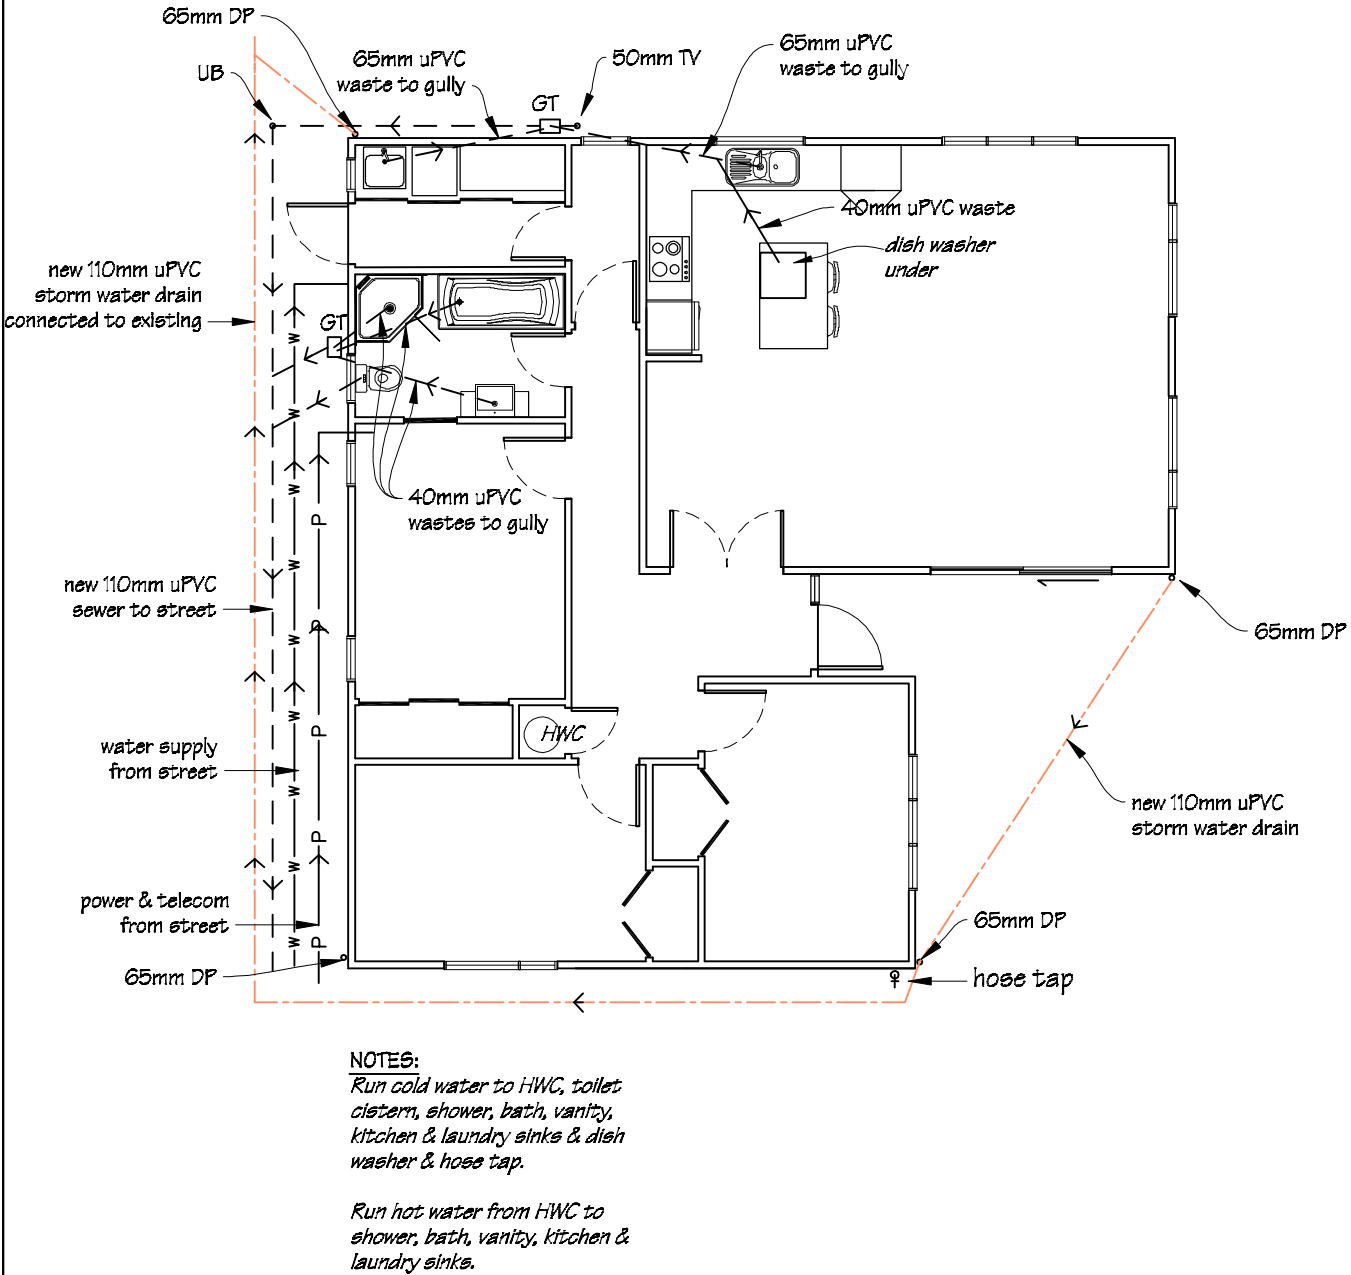 65mm DP
UB
65mm uPVC
waste to gully
GT
50mm TV
65mm uPVC
waste to gully
40mm uPVC waste
dish washer
under
new 110mm uPVC
storm water drain
connected to existing
GT
W
W
40mm uPVC
wastes to gully
W
P
W
new 110mm uPVC
sewer to street
P
W
65mm DP
W
P
HWC
water supply
from street
W
new 110mm uPVC
storm water drain
P
W
power & telecom
from street
W
P
65mm DP
65mm DP
hose tap
NOTES:
Run cold water to HWC, toilet
cistern, shower, bath, vanity,
kitchen & laundry sinks & dish
washer & hose tap.
Run hot water from HWC to
shower, bath, vanity, kitchen &
laundry sinks.